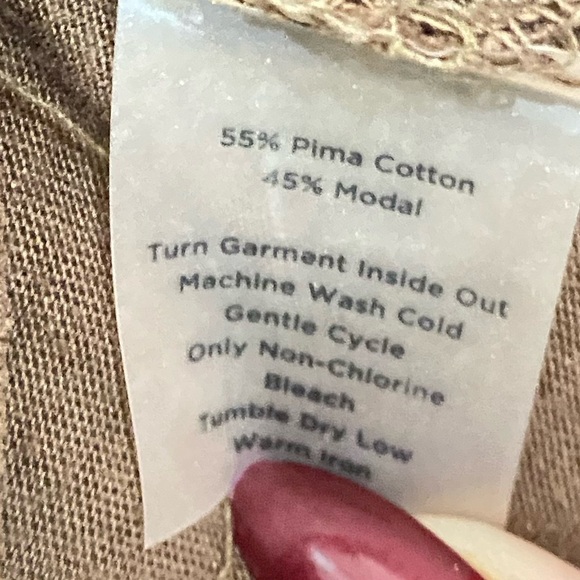 55% Pima Cotton
45% Modal
Turn Garment Inside Out
Machine Wash Cold
Gentle Cycle
Only Non-Chlorine
Bleach
Tumble Dry Low
Warm Iron